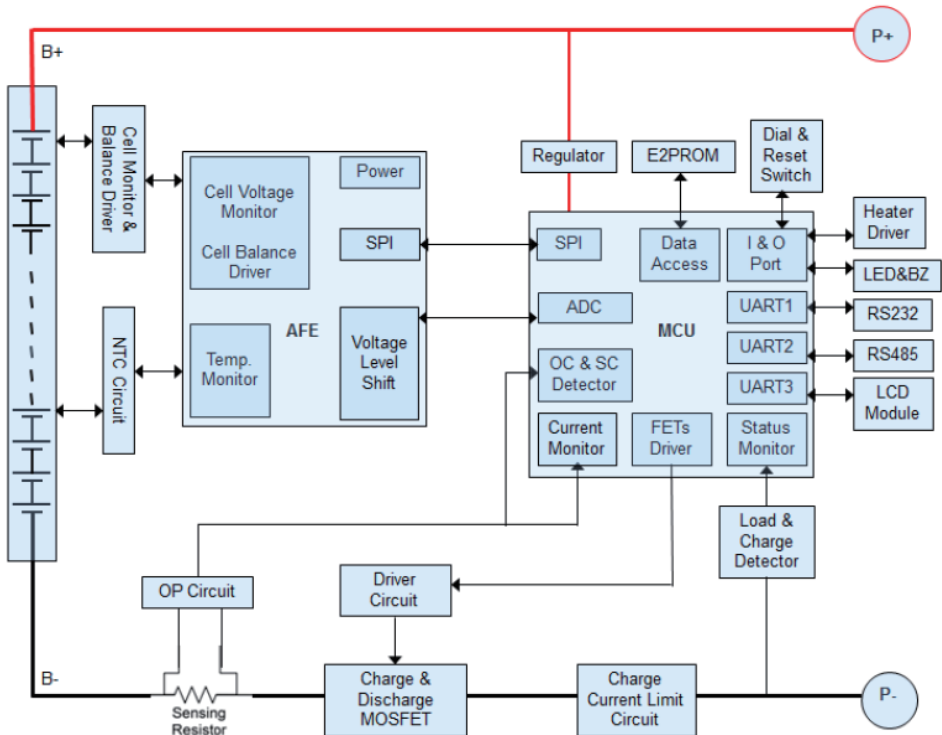 B+
P+
Cell Monitor &
Balance Driver
Cell Voltage
Monitor
Cell Balance
Driver
Power
SPI
AFE
Temp.
Monitor
Voltage
Level
Shift
NTC Circuit
Regulator
E2PROM
Dial &
Reset
Switch
SPI
Data
Access
I & O
Port
ADC
MCU
UART1
UART2
UART3
OC & SC
Detector
Current
Monitor
FETs
Driver
Status
Monitor
Heater
Driver
LED&BZ
RS232
RS485
LCD
Module
Load &
Charge
Detector
OP Circuit
Driver
Circuit
B-
Sensing
Resistor
Charge &
Discharge
MOSFET
Charge
Current Limit
Circuit
P-